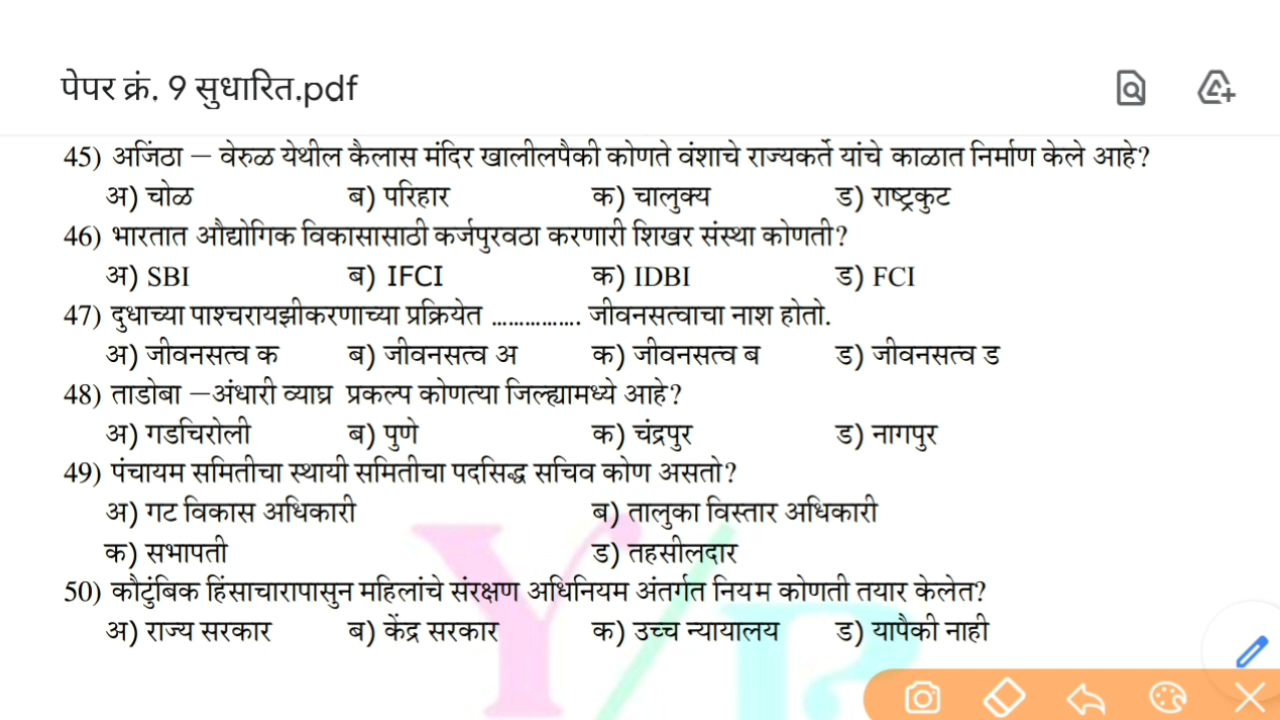 पेपर क्रं. 9 सुधारित.pdf
45) अजिंठा – वेरुळ येथील कैलास मंदिर खालीलपैकी कोणते वंशाचे राज्यकर्ते यांचे काळात निर्माण केले आहे?
अ) चोळ ब) परिहार क) चालुक्य ड) राष्ट्रकुट
46) भारतात औद्योगिक विकासासाठी कर्जपुरवठा करणारी शिखर संस्था कोणती?
अ) SBI ब) IFCI क) IDBI ड) FCI
47) दुधाच्या पाश्चरायझीकरणाच्या प्रक्रियेत ................ जीवनसत्वाचा नाश होतो.
अ) जीवनसत्व क ब) जीवनसत्व अ क) जीवनसत्व ब ड) जीवनसत्व ड
48) ताडोबा –अंधारी व्याघ्र प्रकल्प कोणत्या जिल्ह्यामध्ये आहे?
अ) गडचिरोली ब) पुणे क) चंद्रपुर ड) नागपुर
49) पंचायम समितीचा स्थायी समितीचा पदसिद्ध सचिव कोण असतो?
अ) गट विकास अधिकारी ब) तालुका विस्तार अधिकारी
क) सभापती ड) तहसीलदार
50) कौटुंबिक हिंसाचारापासुन महिलांचे संरक्षण अधिनियम अंतर्गत नियम कोणती तयार केलेत?
अ) राज्य सरकार ब) केंद्र सरकार क) उच्च न्यायालय ड) यापैकी नाही